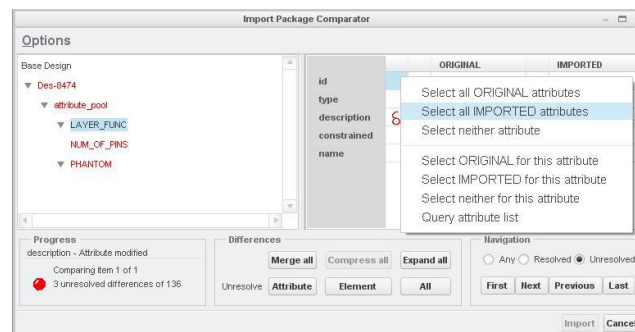 Import Package Comparator
Options
Base Design
Des-8474
attribute_pool
LAYER_FUNC
NUM_OF_PINS
PHANTOM
ORIGINAL IMPORTED
id
type
description
constrained
name
Select all ORIGINAL attributes
Select all IMPORTED attributes
Select neither attribute
Select ORIGINAL for this attribute
Select IMPORTED for this attribute
Select neither for this attribute
Query attribute list
Progress
description - Attribute modified
Comparing item 1 of 1
3 unresolved differences of 136
Differences
Merge all Compress all Expand all
Unresolve Attribute Element All
Navigation
Any Resolved Unresolved
First Next Previous Last
Import Cancel